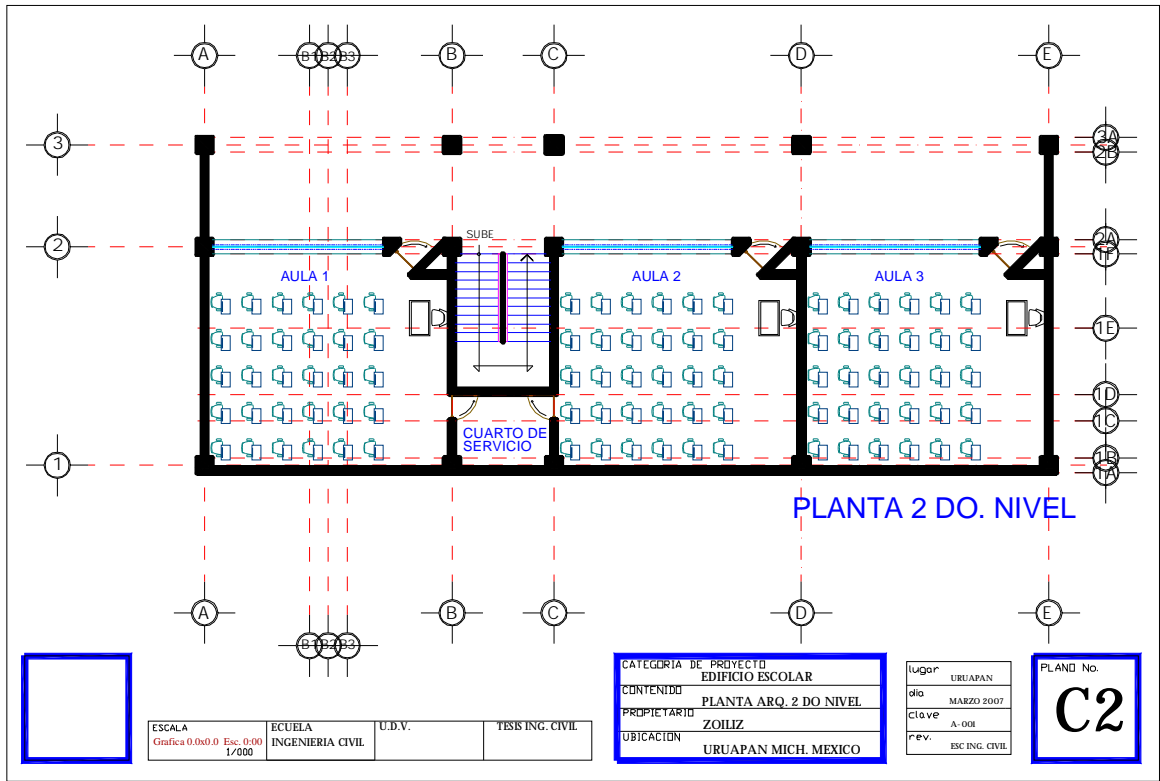 A B1 B2 B3 B C D E
3
3A
2B
2
2A
1F
SUBE
AULA 1
AULA 2
AULA 3
1E
1D
1C
CUARTO DE
SERVICIO
1
1B
1A
PLANTA 2 DO. NIVEL
A B1 B2 B3 B C D E
ESCALA
Grafica 0.0x0.0 Esc. 0:00
1/000
ECUELA
INGENIERIA CIVIL
U.D.V.
TESIS ING. CIVIL
CATEGORIA DE PROYECTO
EDIFICIO ESCOLAR
CONTENIDO
PLANTA ARQ. 2 DO NIVEL
PROPIETARIO
ZOILIZ
UBICACION
URUAPAN MICH. MEXICO
lugar
URUAPAN
dia
MARZO 2007
clave
A-001
rev.
ESC ING. CIVIL
PLANO No.
C2